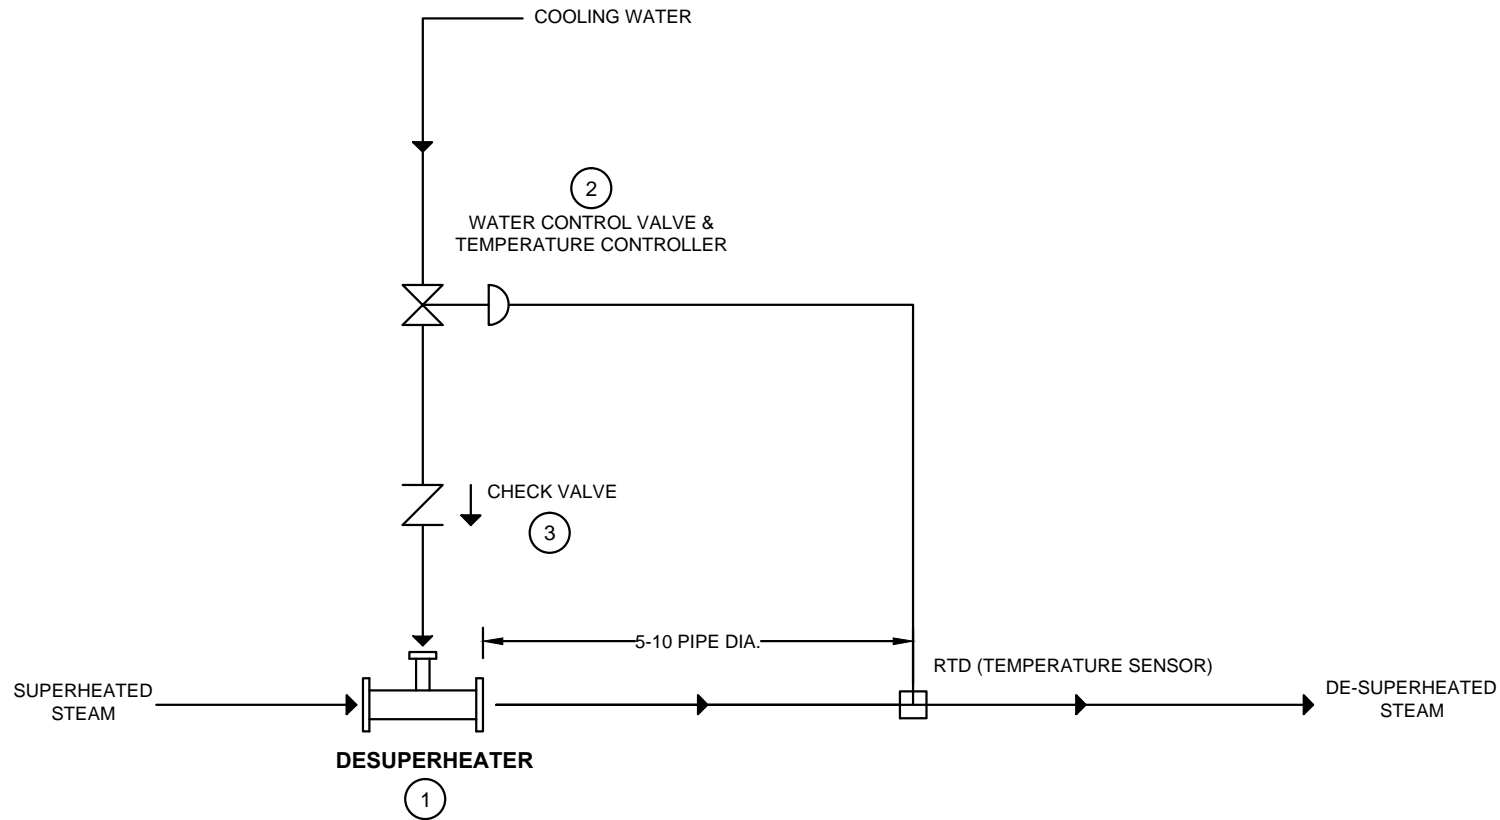 COOLING WATER
2
WATER CONTROL VALVE &
TEMPERATURE CONTROLLER
CHECK VALVE
3
5-10 PIPE DIA.
RTD (TEMPERATURE SENSOR)
SUPERHEATED
STEAM
DE-SUPERHEATED
STEAM
DESUPERHEATER
1